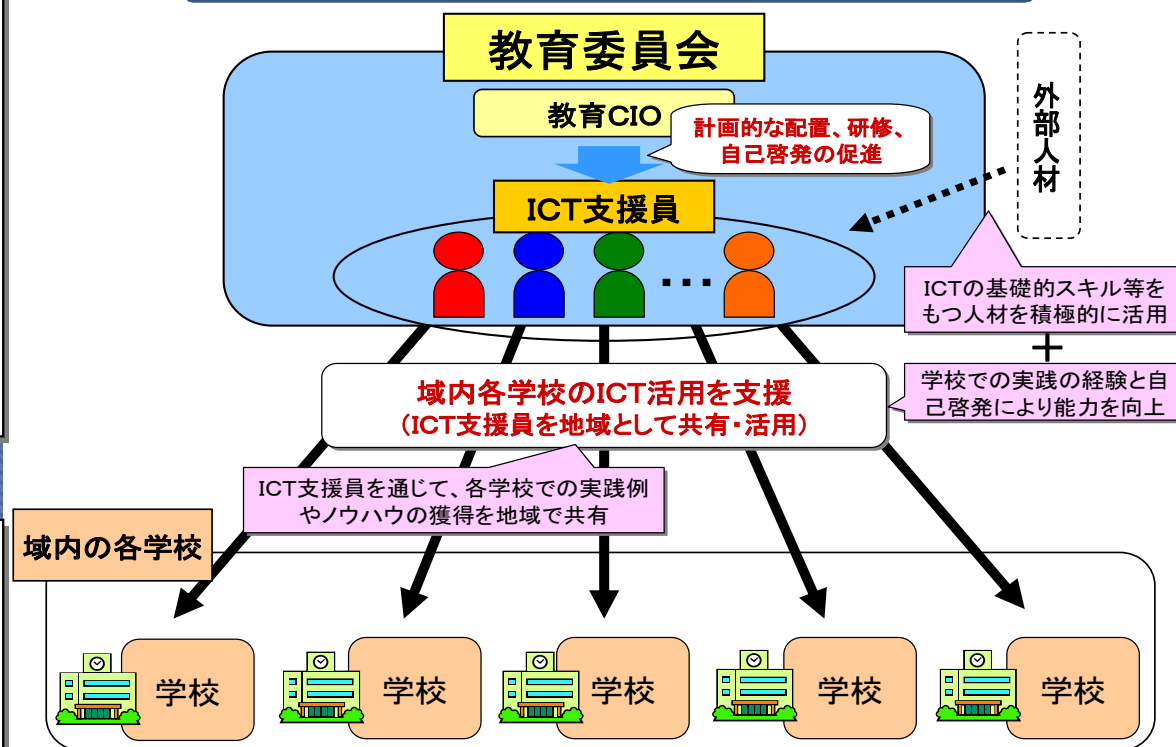 教育委員会
教育CIO
計画的な配置、研修、
自己啓発の促進
外部人材
ICT支援員
・・・
ICTの基礎的スキル等を
もつ人材を積極的に活用
＋
学校での実践の経験と自
己啓発により能力を向上
域内各学校のICT活用を支援
（ICT支援員を地域として共有・活用）
ICT支援員を通じて、各学校での実践例
やノウハウの獲得を地域で共有
域内の各学校
学校
学校
学校
学校
学校